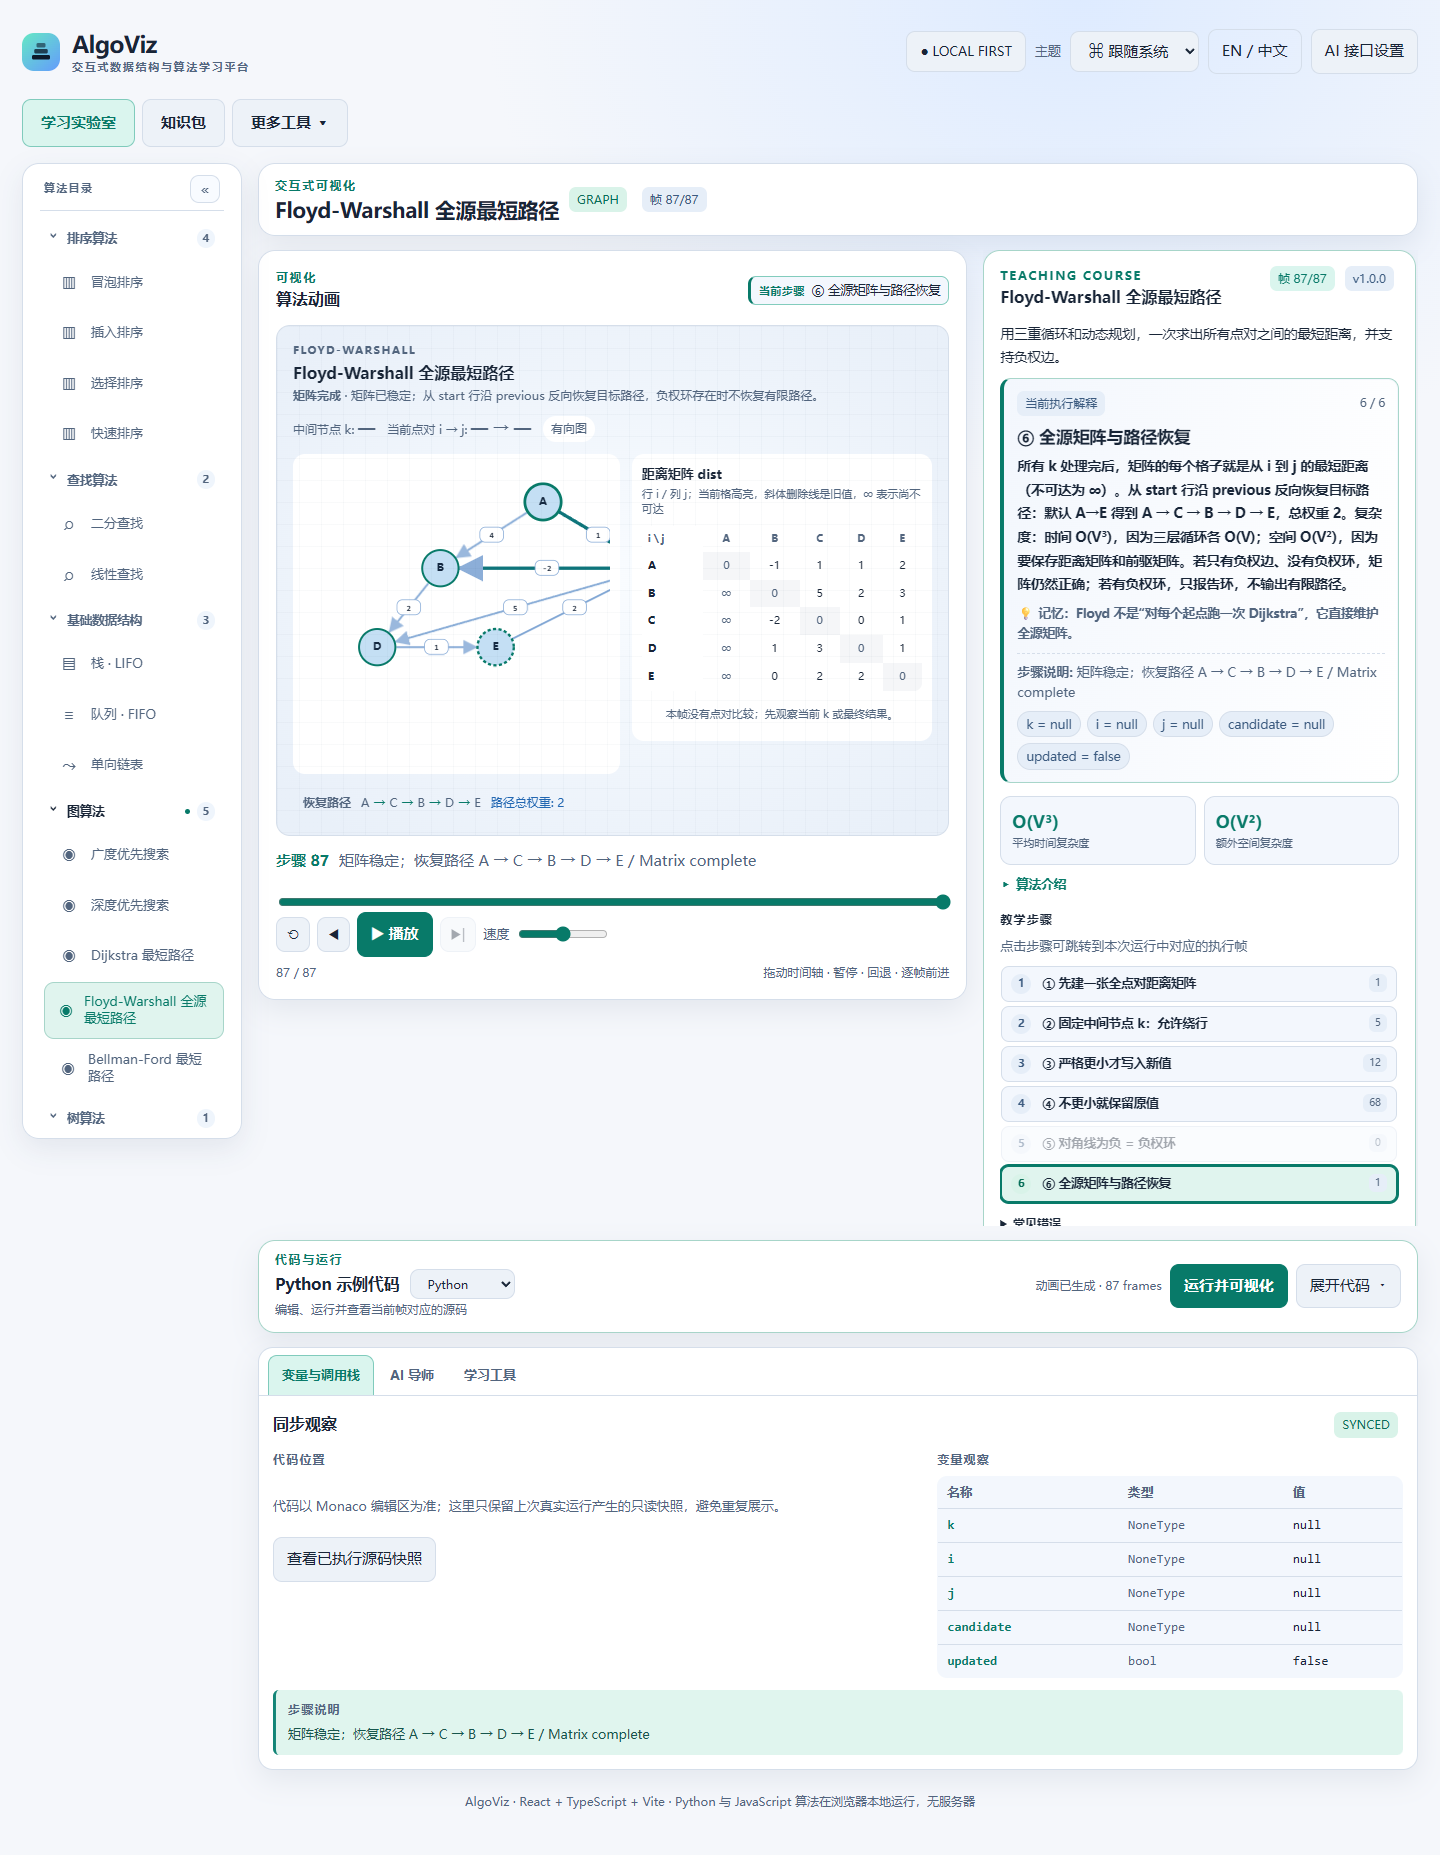 AlgoViz
交互式数据结构与算法学习平台
● LOCAL FIRST
主题
⌘ 跟随系统
EN / 中文
AI 接口设置
学习实验室
知识包
更多工具 ▾
算法目录
«
排序算法 4
冒泡排序
插入排序
选择排序
快速排序
查找算法 2
二分查找
线性查找
基础数据结构 3
栈 · LIFO
队列 · FIFO
单向链表
图算法 5
广度优先搜索
深度优先搜索
Dijkstra 最短路径
Floyd-Warshall 全源
最短路径
Bellman-Ford 最短
路径
树算法 1
交互式可视化
Floyd-Warshall 全源最短路径
GRAPH
帧 87/87
可视化
算法动画
当前步骤 ⑥ 全源矩阵与路径恢复
FLOYD-WARSHALL
Floyd-Warshall 全源最短路径
矩阵完成 · 矩阵已稳定；从 start 行沿 previous 反向恢复目标路径，负权环存在时不恢复有限路径。
中间节点 k: — 当前点对 i → j: — → — 有向图
A
4
1
B
-2
2
5
2
D
1
E
距离矩阵 dist
行 i / 列 j；当前格高亮，斜体删除线是旧值，∞ 表示尚不
可达
i \ j A B C D E
A 0 -1 1 1 2
B ∞ 0 5 2 3
C ∞ -2 0 0 1
D ∞ 1 3 0 1
E ∞ 0 2 2 0
本帧没有点对比较；先观察当前 k 或最终结果。
恢复路径 A → C → B → D → E 路径总权重: 2
步骤 87 矩阵稳定；恢复路径 A → C → B → D → E / Matrix complete
▶ 播放
速度
87 / 87
拖动时间轴 · 暂停 · 回退 · 逐帧前进
TEACHING COURSE
Floyd-Warshall 全源最短路径
帧 87/87
v1.0.0
用三重循环和动态规划，一次求出所有点对之间的最短距离，并支
持负权边。
当前执行解释
6 / 6
⑥ 全源矩阵与路径恢复
所有 k 处理完后，矩阵的每个格子就是从 i 到 j 的最短距离
（不可达为 ∞）。从 start 行沿 previous 反向恢复目标路
径：默认 A→E 得到 A → C → B → D → E，总权重 2。复杂
度：时间 O(V³)，因为三层循环各 O(V)；空间 O(V²)，因为
要保存距离矩阵和前驱矩阵。若只有负权边、没有负权环，矩
阵仍然正确；若有负权环，只报告环，不输出有限路径。
💡 记忆：Floyd 不是“对每个起点跑一次 Dijkstra”，它直接维护
全源矩阵。
步骤说明: 矩阵稳定；恢复路径 A → C → B → D → E / Matrix
complete
k = null
i = null
j = null
candidate = null
updated = false
O(V³)
平均时间复杂度
O(V²)
额外空间复杂度
▸ 算法介绍
教学步骤
点击步骤可跳转到本次运行中对应的执行帧
1 ① 先建一张全点对距离矩阵 1
2 ② 固定中间节点 k：允许绕行 5
3 ③ 严格更小才写入新值 12
4 ④ 不更小就保留原值 68
5 ⑤ 对角线为负 = 负权环 0
6 ⑥ 全源矩阵与路径恢复 1
▸ 常见错误
代码与运行
Python 示例代码
Python
编辑、运行并查看当前帧对应的源码
动画已生成 · 87 frames
运行并可视化
展开代码
变量与调用栈
AI 导师
学习工具
同步观察
SYNCED
代码位置
代码以 Monaco 编辑区为准；这里只保留上次真实运行产生的只读快照，避免重复展示。
查看已执行源码快照
变量观察
名称 类型 值
k NoneType null
i NoneType null
j NoneType null
candidate NoneType null
updated bool false
步骤说明
矩阵稳定；恢复路径 A → C → B → D → E / Matrix complete
AlgoViz · React + TypeScript + Vite · Python 与 JavaScript 算法在浏览器本地运行，无服务器